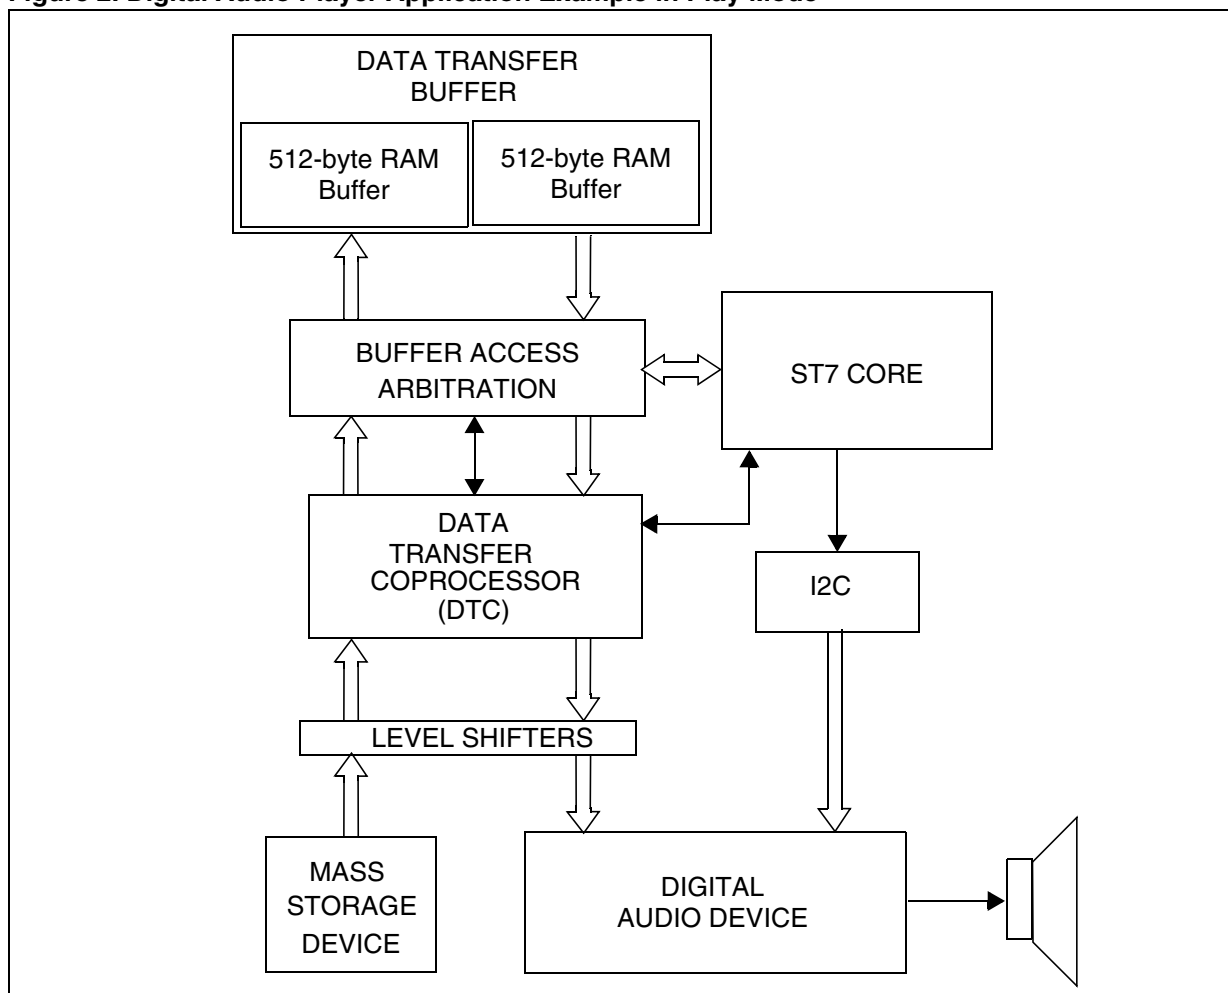 Figure 2. Digital Audio Player Application Example in Play Mode
DATA TRANSFER
BUFFER
512-byte RAM
Buffer
512-byte RAM
Buffer
BUFFER ACCESS
ARBITRATION
ST7 CORE
DATA
TRANSFER
COPROCESSOR
(DTC)
I2C
LEVEL SHIFTERS
MASS
STORAGE
DEVICE
DIGITAL
AUDIO DEVICE